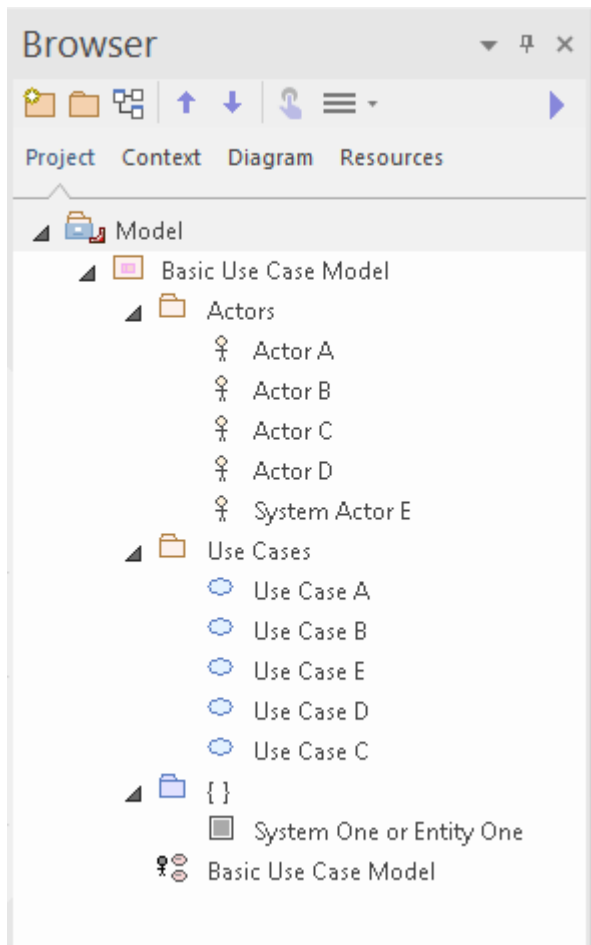 Browser
Project Context Diagram Resources
Model
Basic Use Case Model
Actors
Actor A
Actor B
Actor C
Actor D
System Actor E
Use Cases
Use Case A
Use Case B
Use Case E
Use Case D
Use Case C
{ }
System One or Entity One
Basic Use Case Model